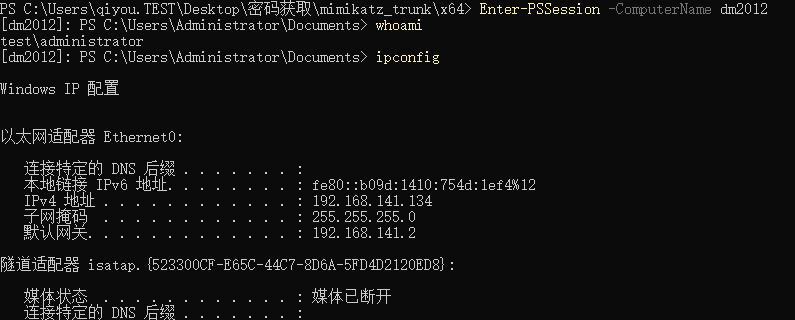 PS C:\Users\qiyou.TEST\Desktop\密码获取\mimikatz_trunk\x64> Enter-PSSession -ComputerName dm2012
[dm2012]: PS C:\Users\Administrator\Documents> whoami
test\administrator
[dm2012]: PS C:\Users\Administrator\Documents> ipconfig
Windows IP 配置
以太网适配器 Ethernet0:
连接特定的 DNS 后缀 . . . . . . . :
本地链接 IPv6 地址. . . . . . . . : fe80::b09d:1410:754d:1ef4%12
IPv4 地址 . . . . . . . . . . . . : 192.168.141.134
子网掩码 . . . . . . . . . . . . : 255.255.255.0
默认网关. . . . . . . . . . . . . : 192.168.141.2
隧道适配器 isatap.{523300CF-E65C-44C7-8D6A-5FD4D2120ED8}:
媒体状态 . . . . . . . . . . . . : 媒体已断开
连接特定的 DNS 后缀 . . . . . . . :